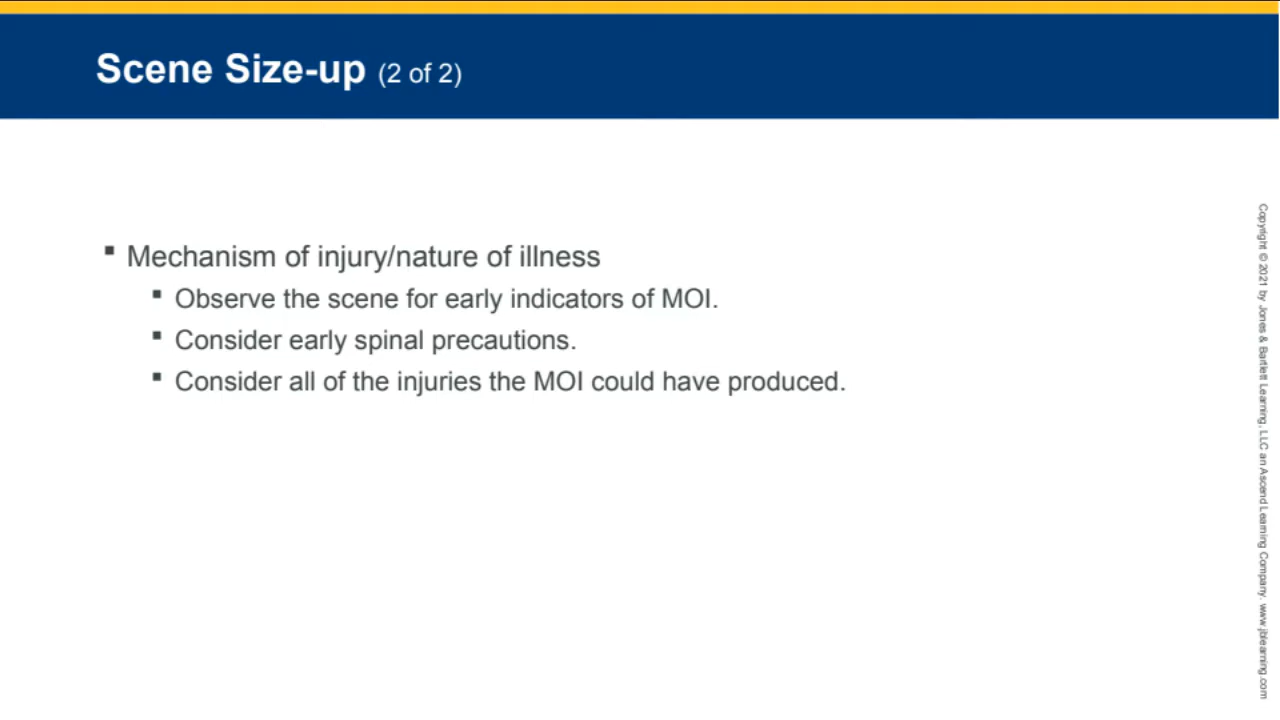 Scene Size-up (2 of 2)
Mechanism of injury/nature of illness
Observe the scene for early indicators of MOI.
Consider early spinal precautions.
Consider all of the injuries the MOI could have produced.
Copyright © 2021 by Jones & Bartlett Learning, LLC an Ascend Learning Company. www.jblearning.com